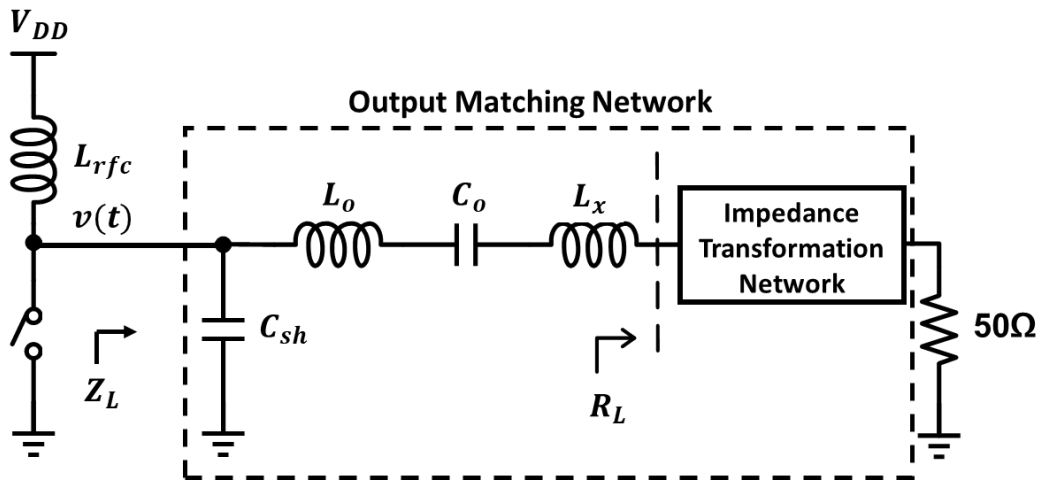 V_DD
Output Matching Network
L_rfc
v(t)
L_o
C_o
L_x
Impedance
Transformation
Network
C_sh
50Ω
Z_L
R_L